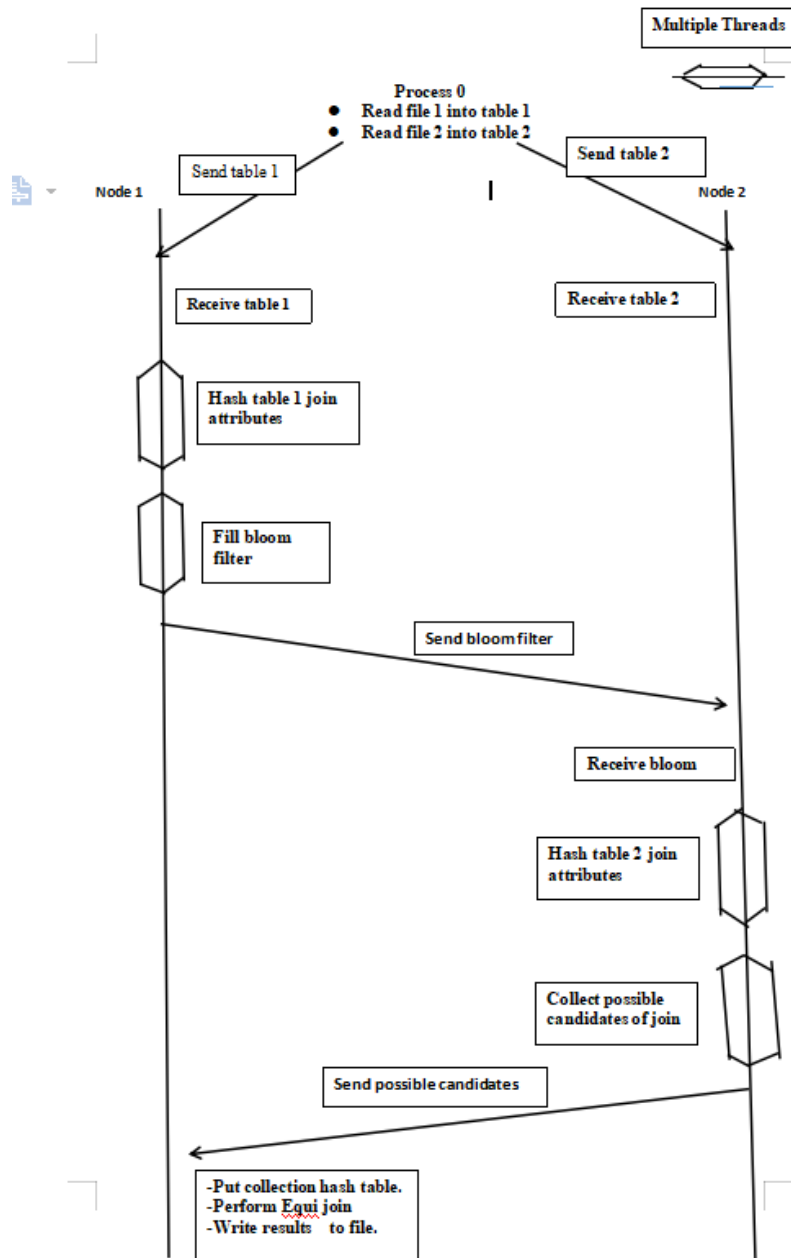 Multiple Threads
Process 0
● Read file 1 into table 1
● Read file 2 into table 2
Send table 1
Send table 2
Node 1
Node 2
Receive table 1
Receive table 2
Hash table 1 join
attributes
Fill bloom
filter
Send bloom filter
Receive bloom
Hash table 2 join
attributes
Collect possible
candidates of join
Send possible candidates
-Put collection hash table.
-Perform Equi join
-Write results to file.